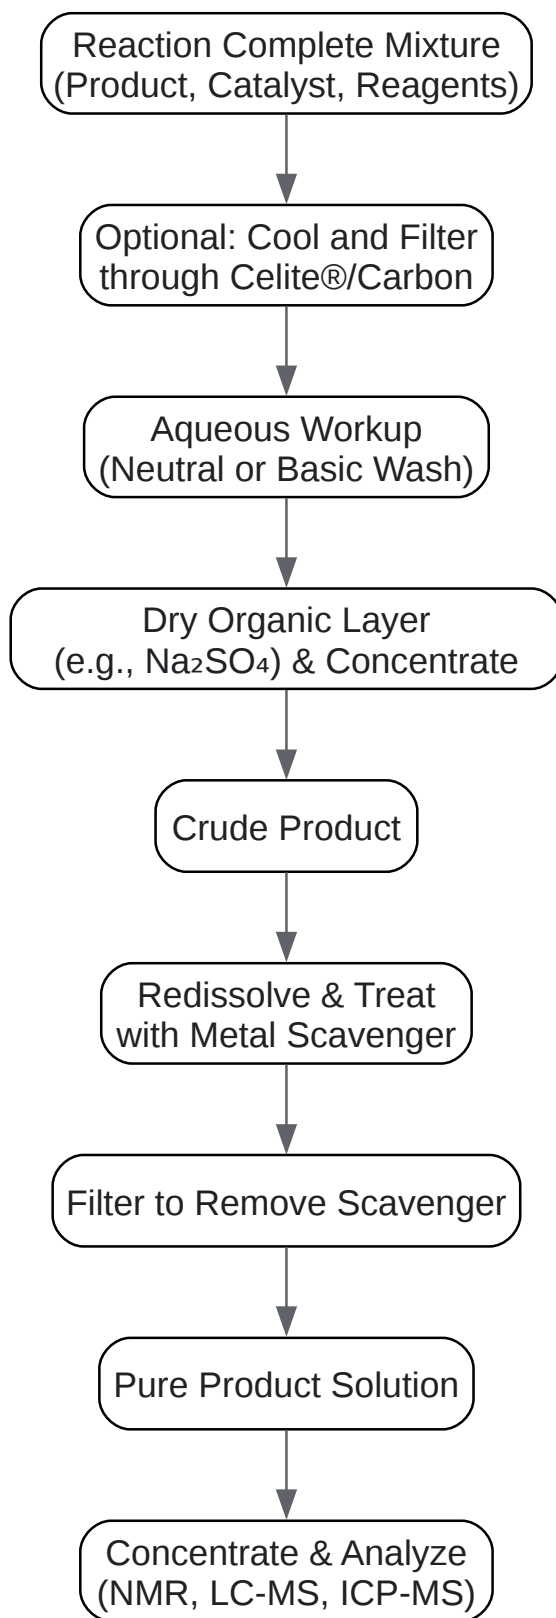 Reaction Complete Mixture
(Product, Catalyst, Reagents)
Optional: Cool and Filter
through Celite®/Carbon
Aqueous Workup
(Neutral or Basic Wash)
Dry Organic Layer
(e.g., Na₂SO₄) & Concentrate
Crude Product
Redissolve & Treat
with Metal Scavenger
Filter to Remove Scavenger
Pure Product Solution
Concentrate & Analyze
(NMR, LC-MS, ICP-MS)